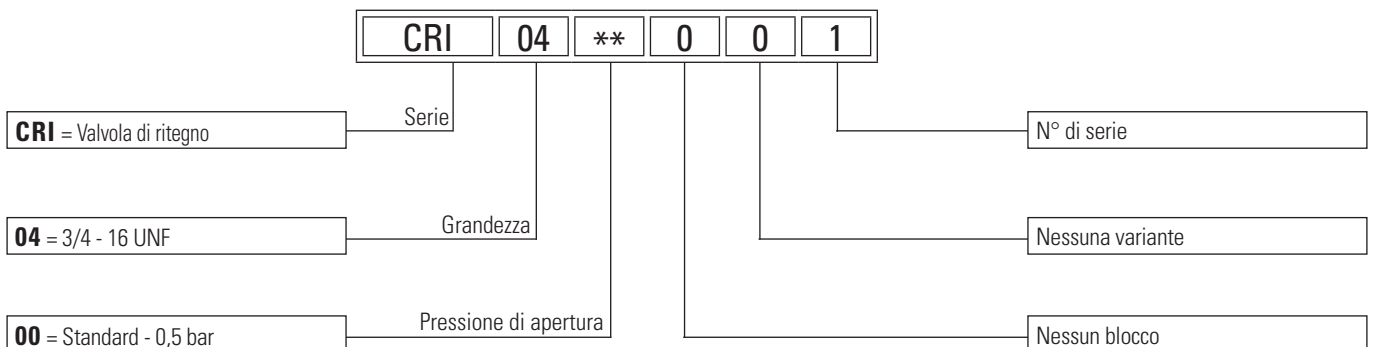 CRI 04 ** 0 0 1
Serie
CRI = Valvola di ritegno
N° di serie
Grandezza
04 = 3/4 - 16 UNF
Nessuna variante
Pressione di apertura
00 = Standard - 0,5 bar
Nessun blocco